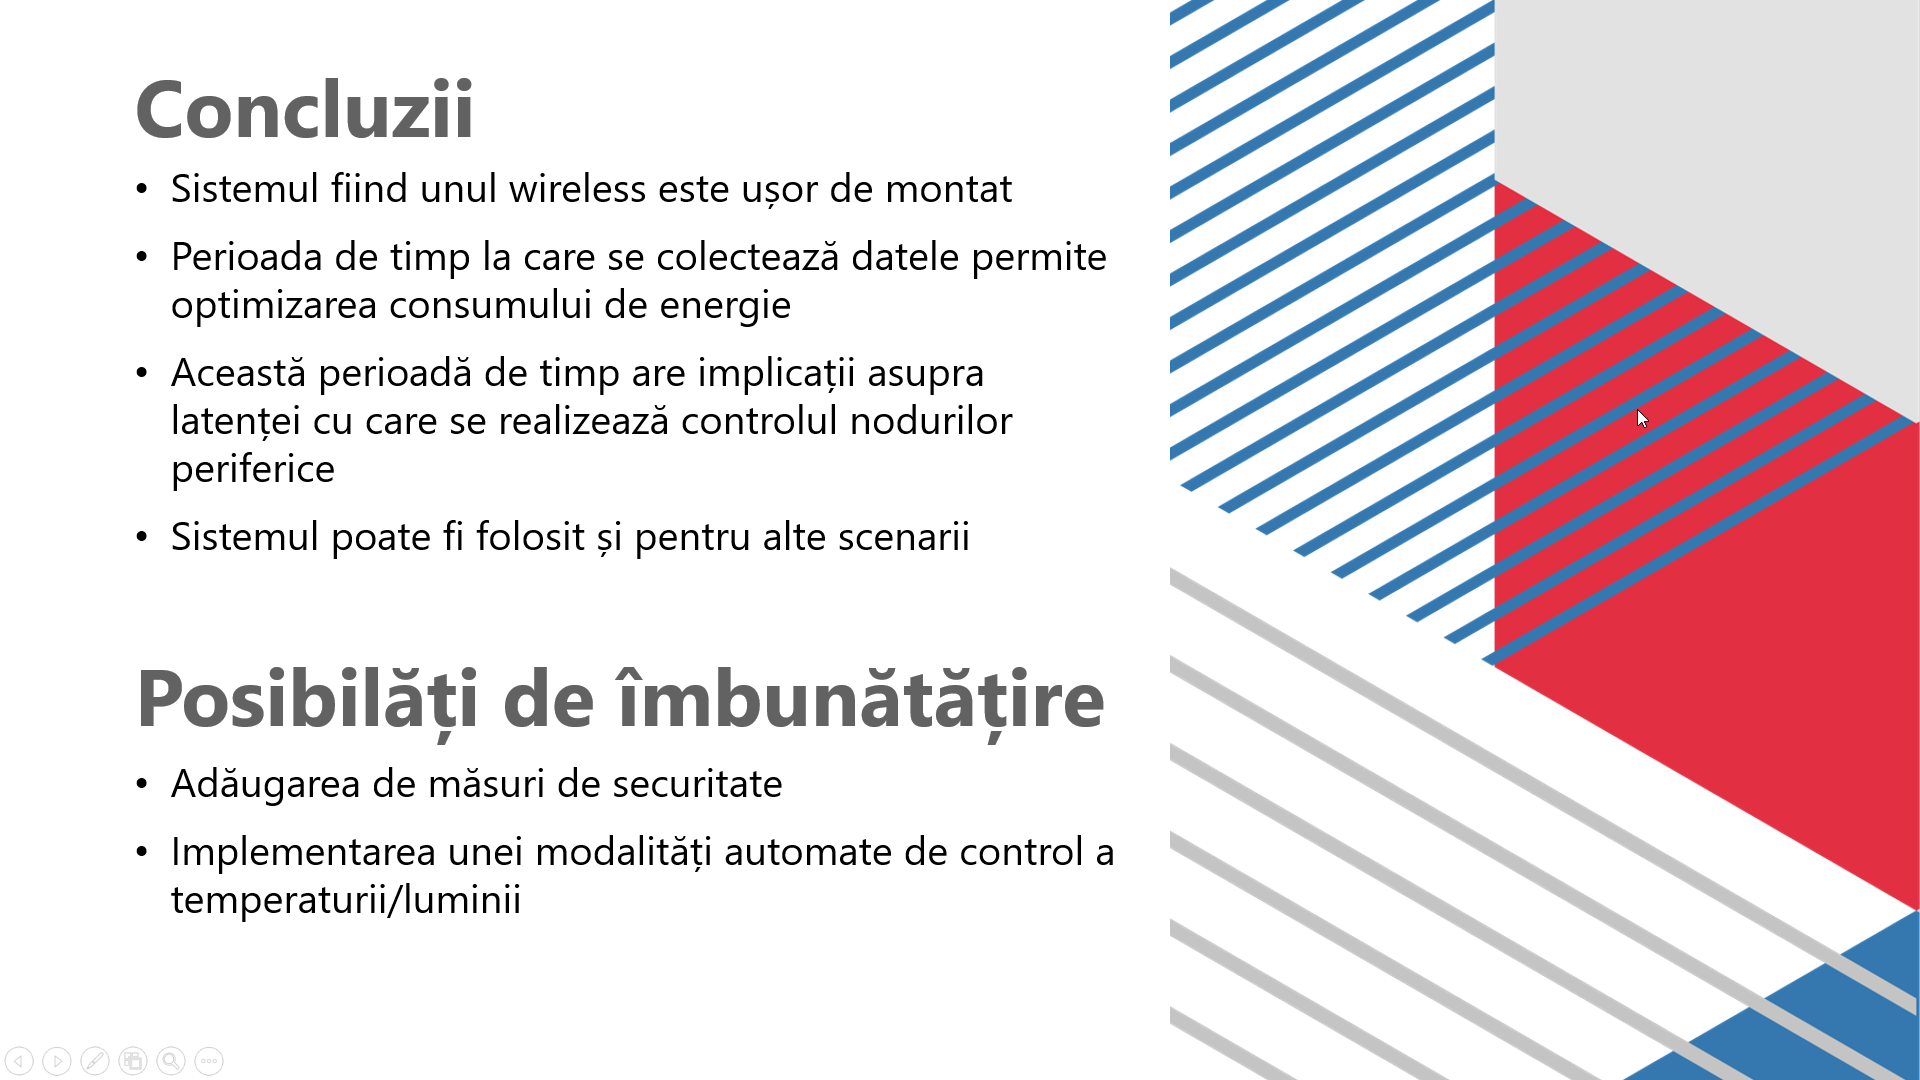 Concluzii
• Sistemul fiind unul wireless este ușor de montat
• Perioada de timp la care se colectează datele permite
optimizarea consumului de energie
• Această perioadă de timp are implicații asupra
latenței cu care se realizează controlul nodurilor
periferice
• Sistemul poate fi folosit și pentru alte scenarii
Posibilăți de îmbunătățire
• Adăugarea de măsuri de securitate
• Implementarea unei modalități automate de control a
temperaturii/luminii